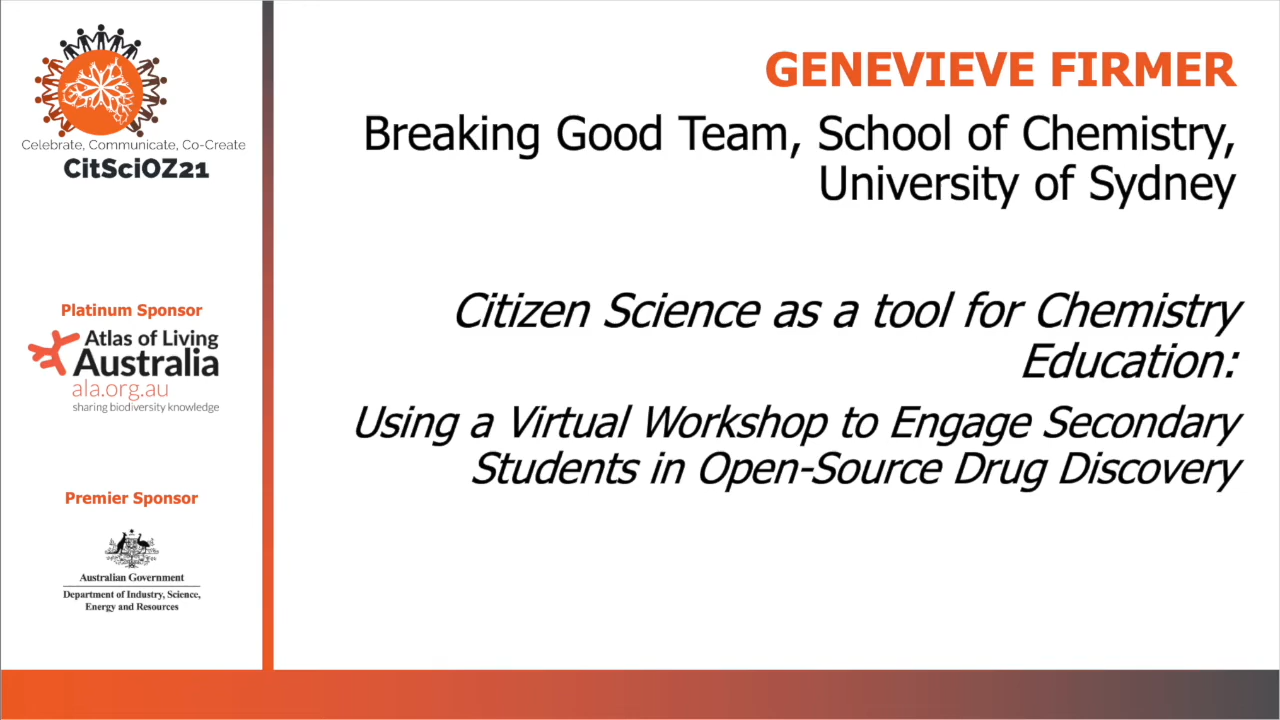 Celebrate, Communicate, Co-Create
CitSciOZ21
Platinum Sponsor
Atlas of Living
Australia
ala.org.au
sharing biodiversity knowledge
Premier Sponsor
Australian Government
Department of Industry, Science,
Energy and Resources
GENEVIEVE FIRMER
Breaking Good Team, School of Chemistry,
University of Sydney
Citizen Science as a tool for Chemistry
Education:
Using a Virtual Workshop to Engage Secondary
Students in Open-Source Drug Discovery